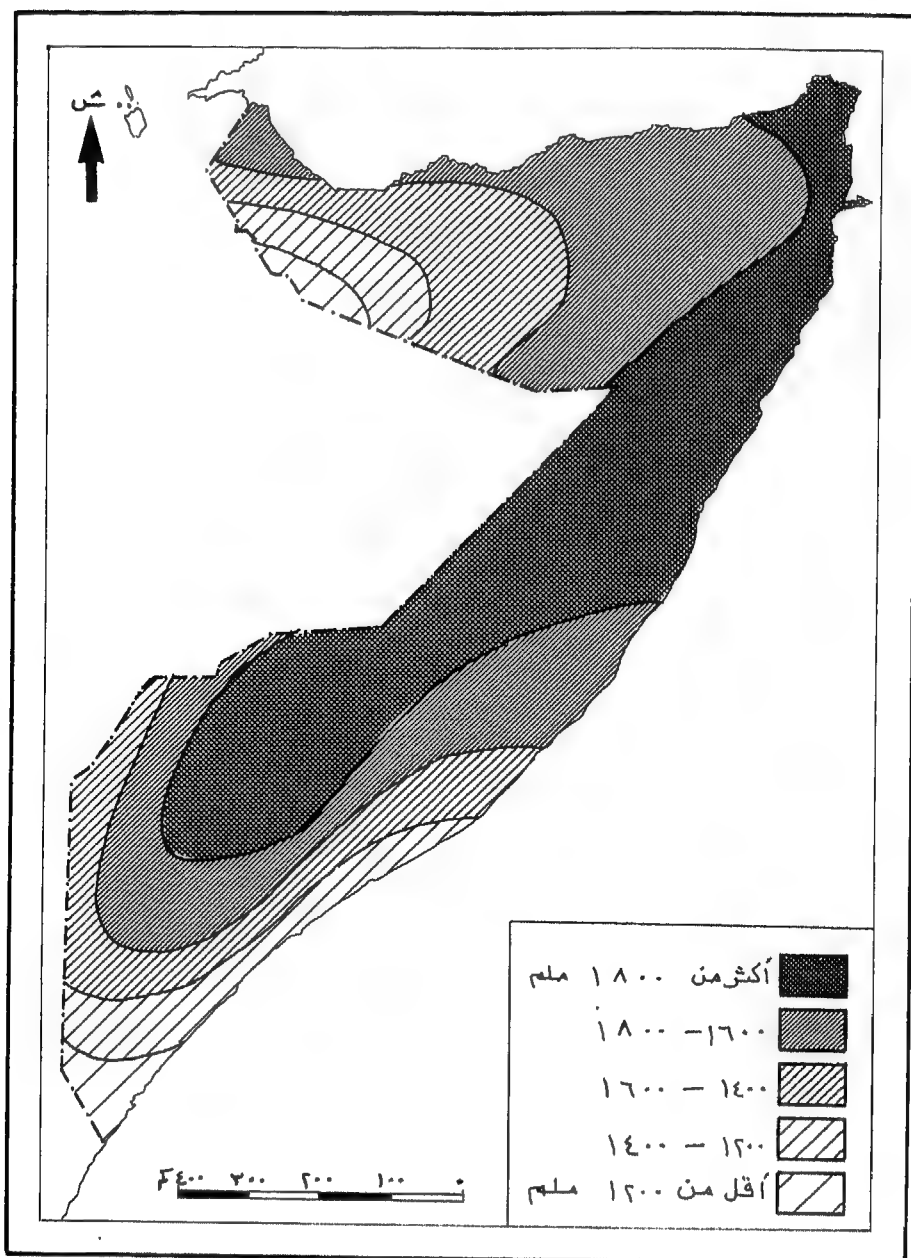 ش
أكثر من ١٨٠٠ ملم
١٦٠٠ – ١٨٠٠
١٤٠٠ – ١٦٠٠
١٢٠٠ – ١٤٠٠
أقل من ١٢٠٠ ملم
٠ ١٠٠ ٢٠٠ ٣٠٠ ٤٠٠ كم